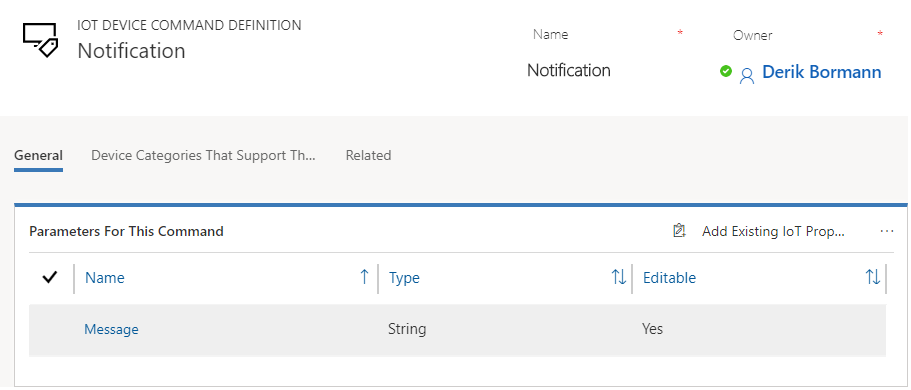 IOT DEVICE COMMAND DEFINITION
Notification
Name * Owner *
Notification Derik Bormann
General Device Categories That Support Th... Related
Parameters For This Command Add Existing IoT Prop... ...
Name Type Editable
Message String Yes